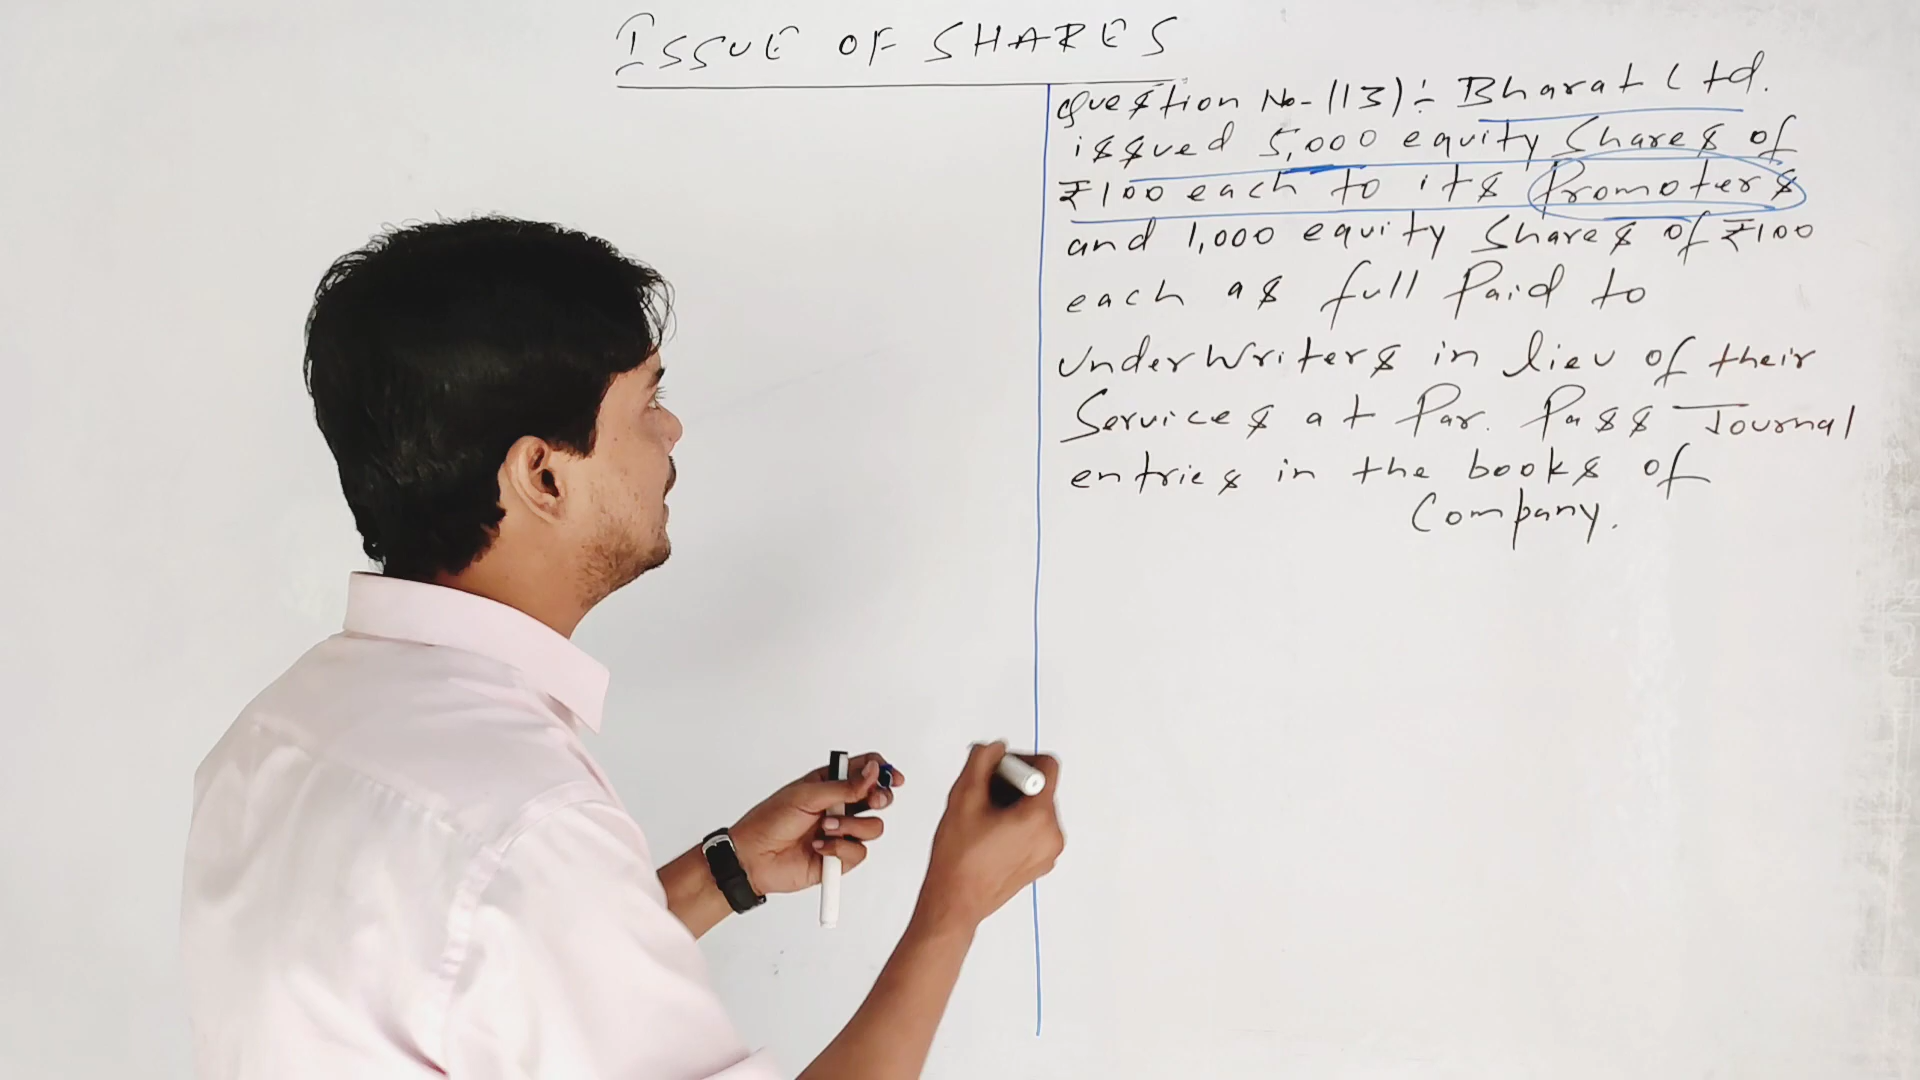 ISSUE OF SHARES
Question No-(13):- Bharat Ltd.
issued 5,000 equity Shares of
₹100 each to its Promoters
and 1,000 equity Shares of ₹100
each as full Paid to
UnderWriters in lieu of their
Services at Par. Pass Journal
entries in the books of
Company.